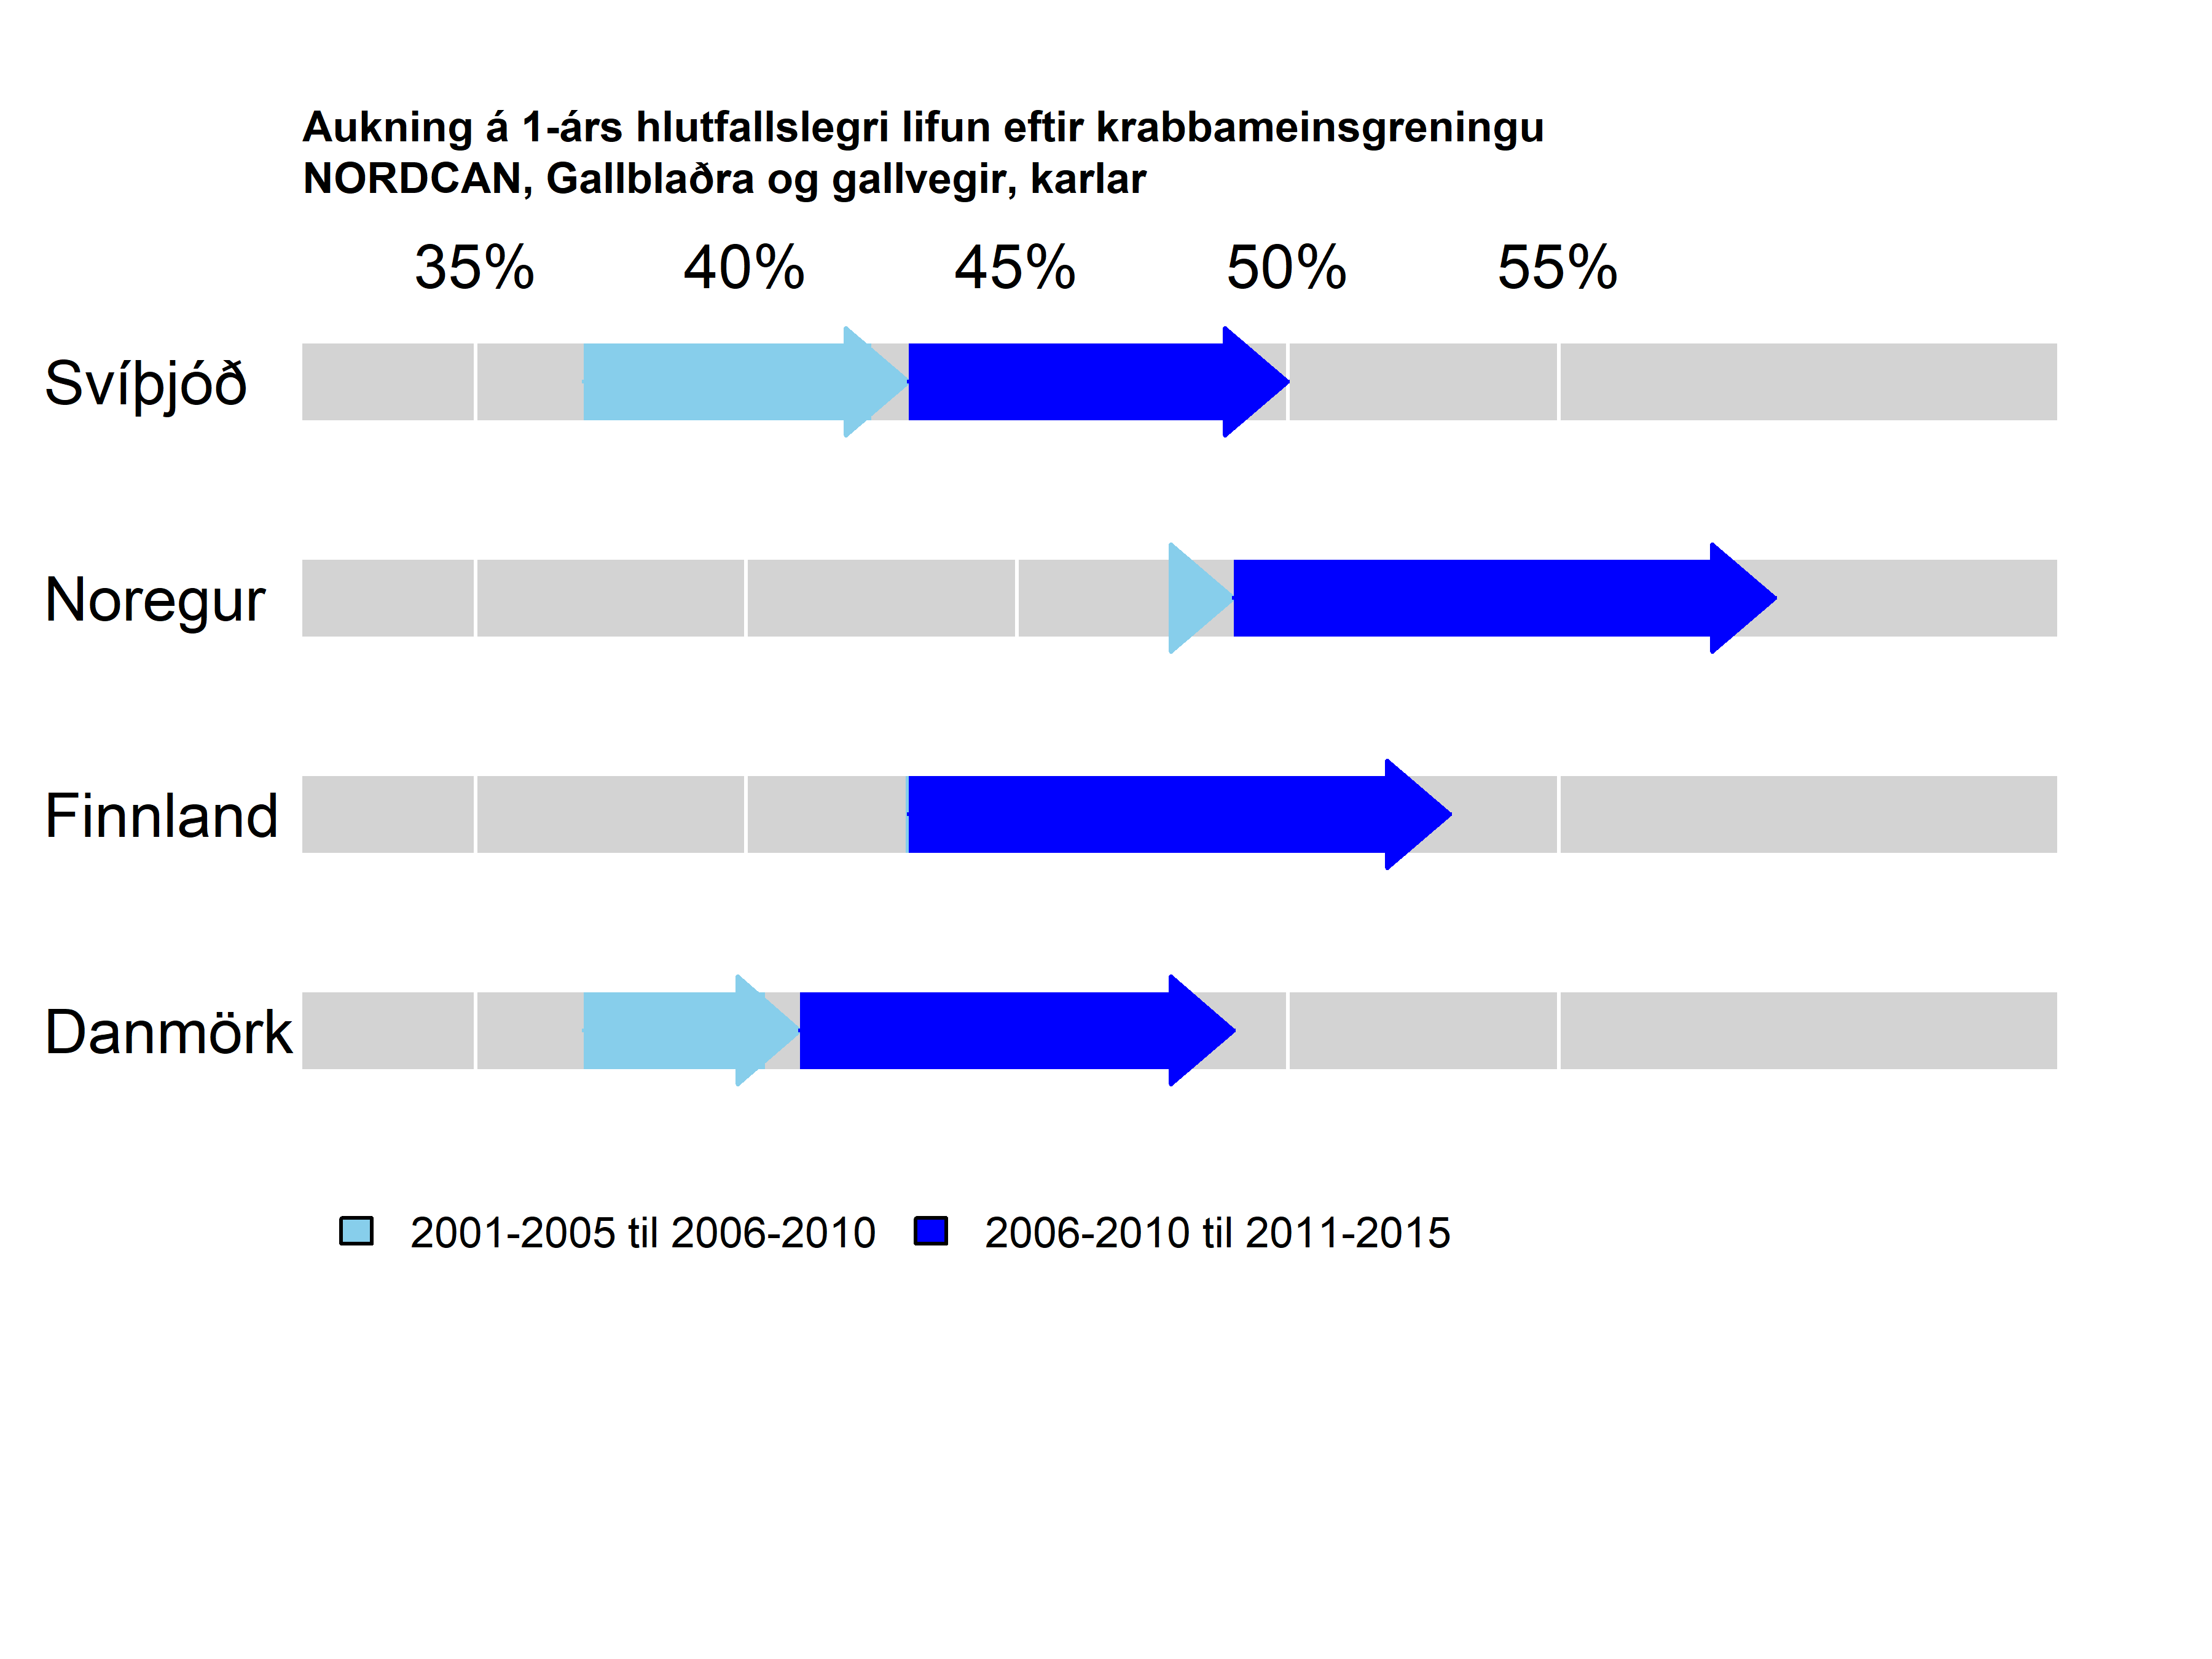 Aukning á 1-árs hlutfallslegri lifun eftir krabbameinsgreningu
NORDCAN, Gallblaðra og gallvegir, karlar
35% 40% 45% 50% 55%
Svíþjóð
Noregur
Finnland
Danmörk
2001-2005 til 2006-2010 2006-2010 til 2011-2015